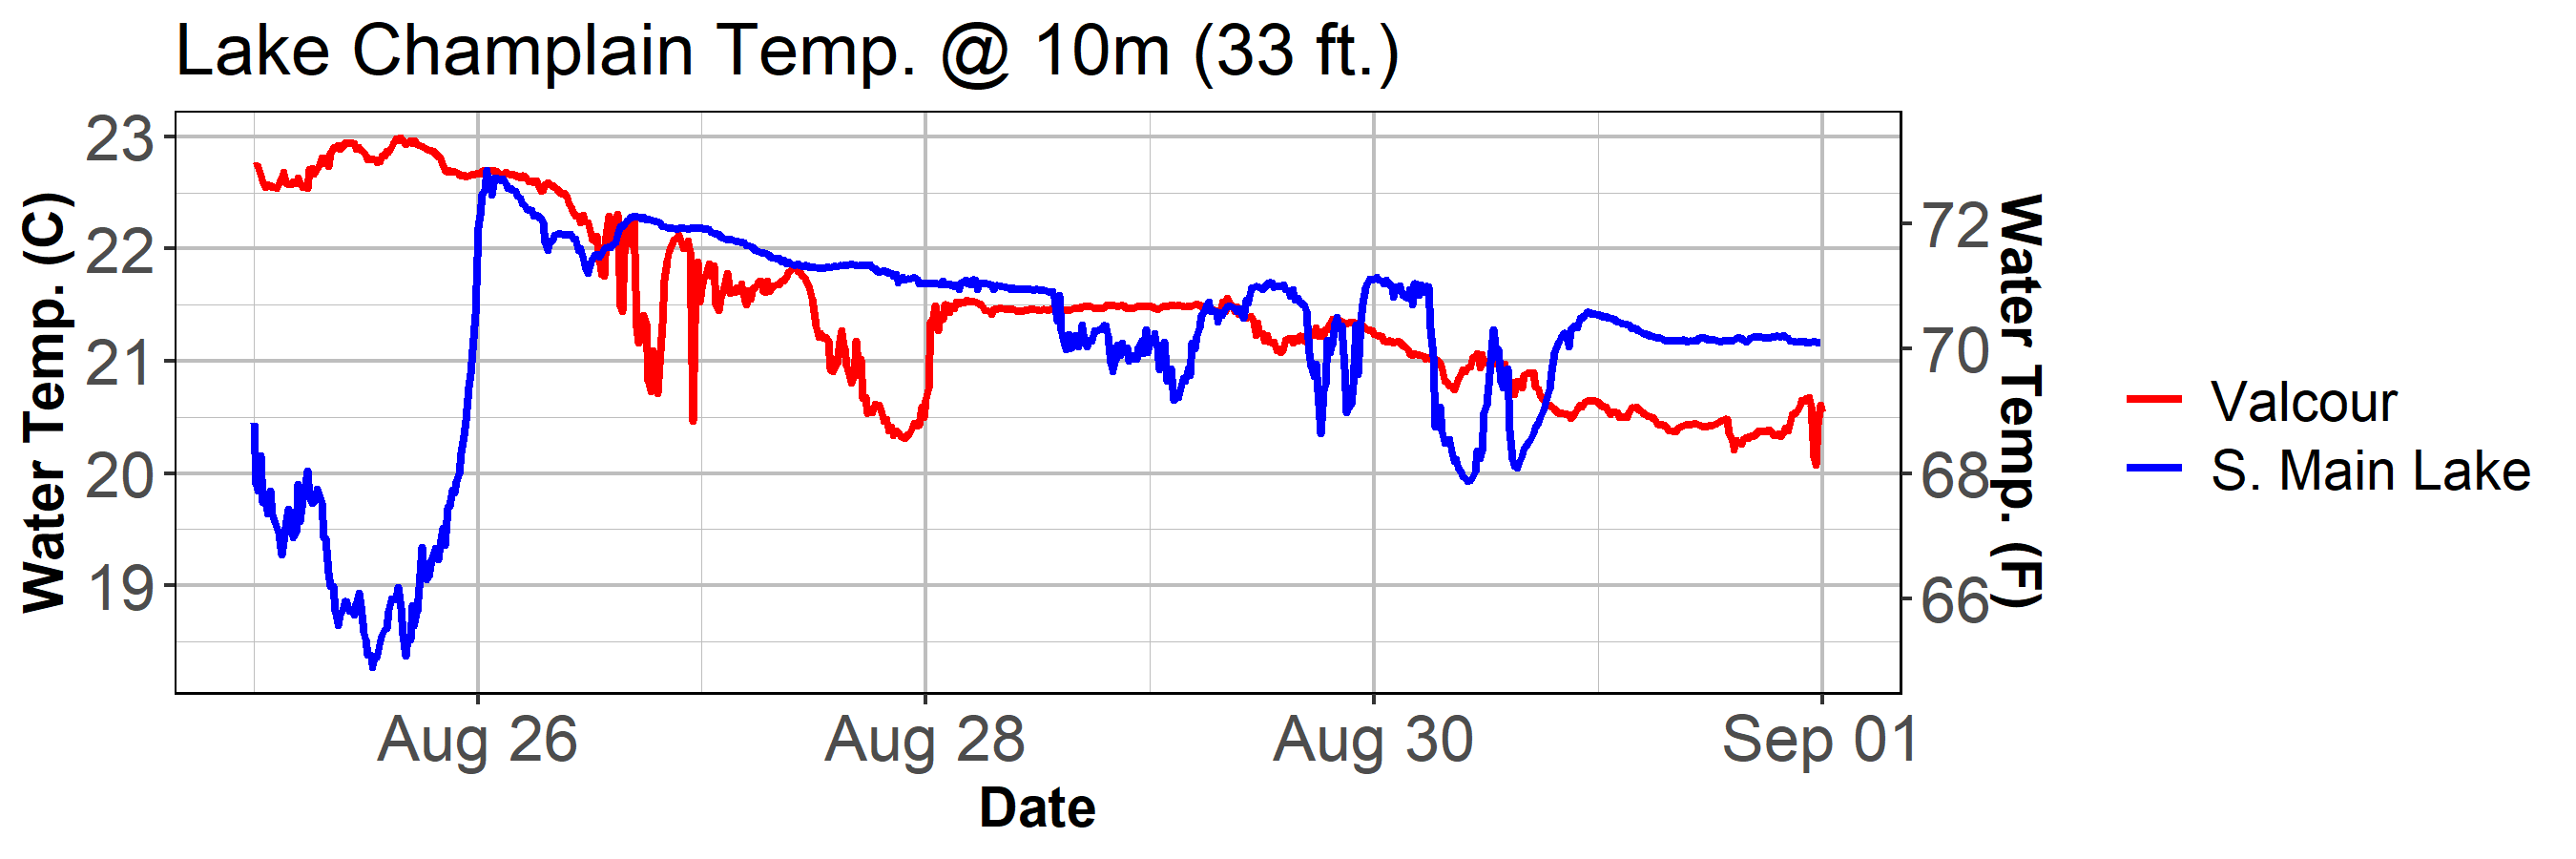 Lake Champlain Temp. @ 10m (33 ft.)
Water Temp. (C)
23
22
21
20
19
72
70
68
66
Water Temp. (F)
Aug 26
Aug 28
Aug 30
Sep 01
Date
Valcour
S. Main Lake